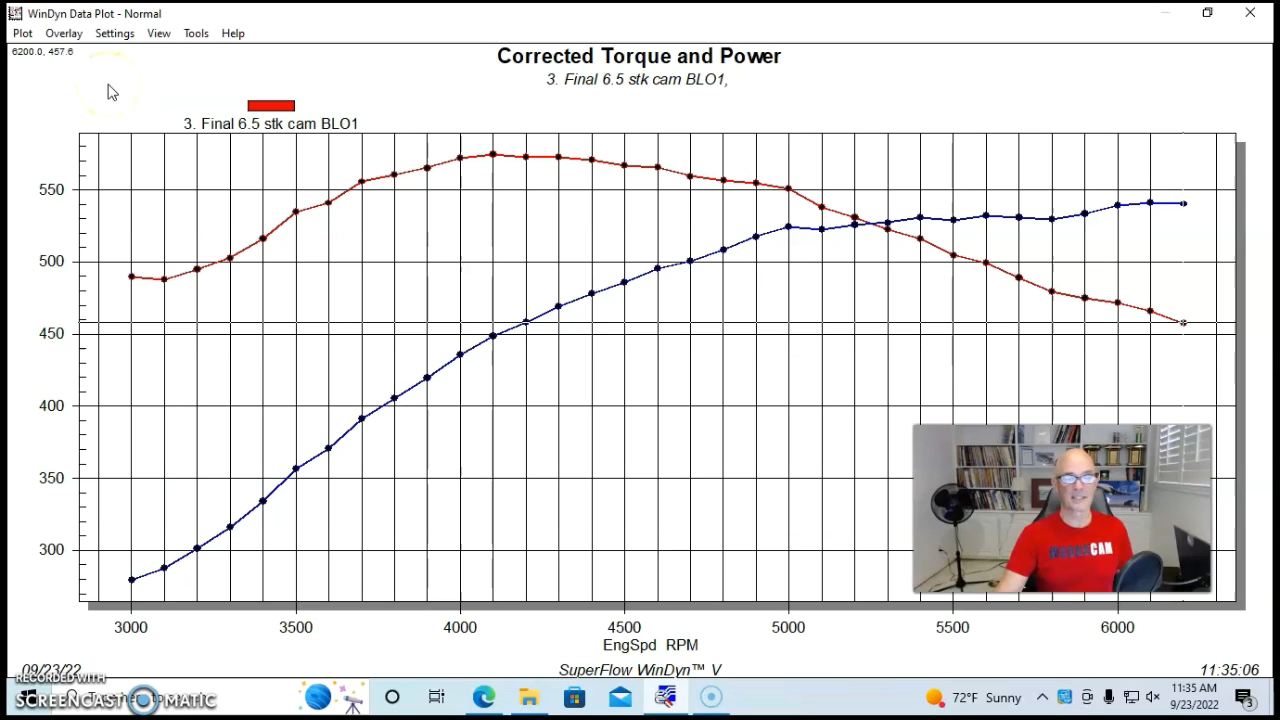 WinDyn Data Plot - Normal
Plot Overlay Settings View Tools Help
6200.0, 457.6
Corrected Torque and Power
3. Final 6.5 stk cam BLO1,
3. Final 6.5 stk cam BLO1
550
500
450
400
350
300
3000 3500 4000 4500 5000 5500 6000
EngSpd RPM
09/23/22 SuperFlow WinDyn™ V 11:35:06
RECORDED WITH
SCREENCAST MATIC
72°F Sunny
11:35 AM
9/23/2022
3